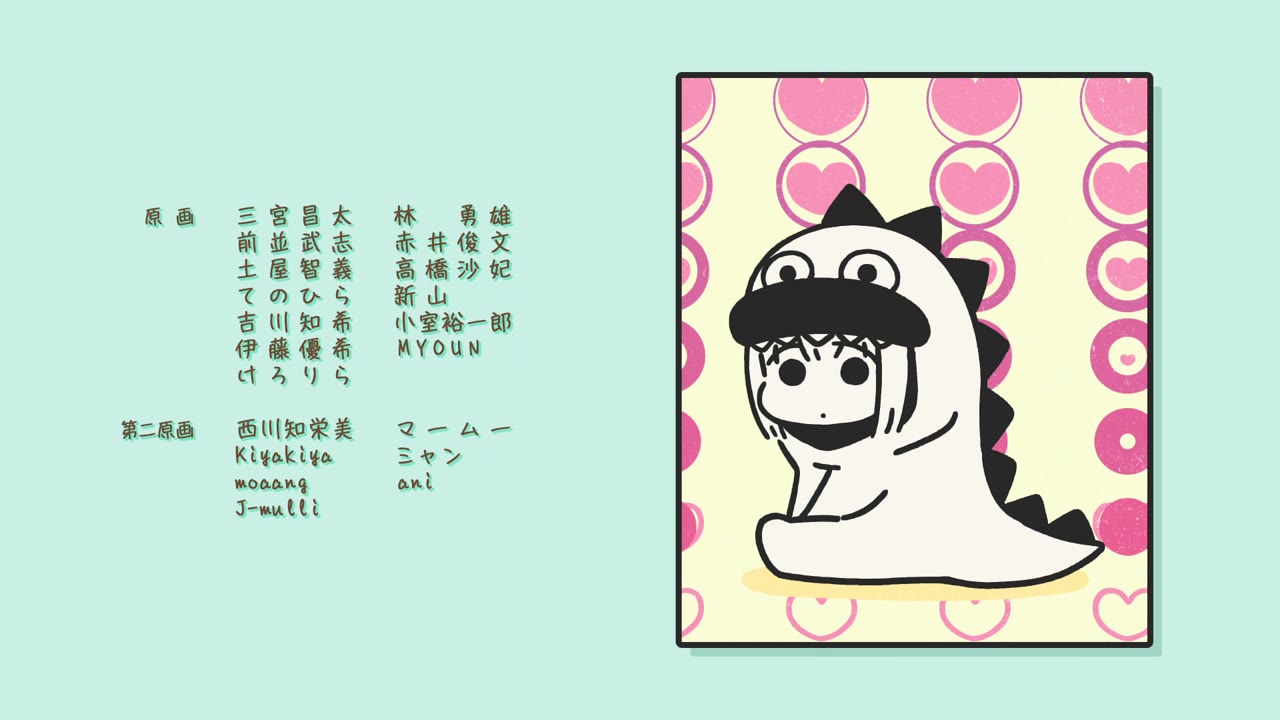 原画 三宮昌太 林 勇雄
前並武志 赤井俊文
土屋智義 高橋沙妃
てのひら 新山
吉川知希 小室裕一郎
伊藤優希 MYOUN
けろりら
第二原画 西川知栄美 マームー
Kiyakiya ミャン
moaang ani
J-mulli